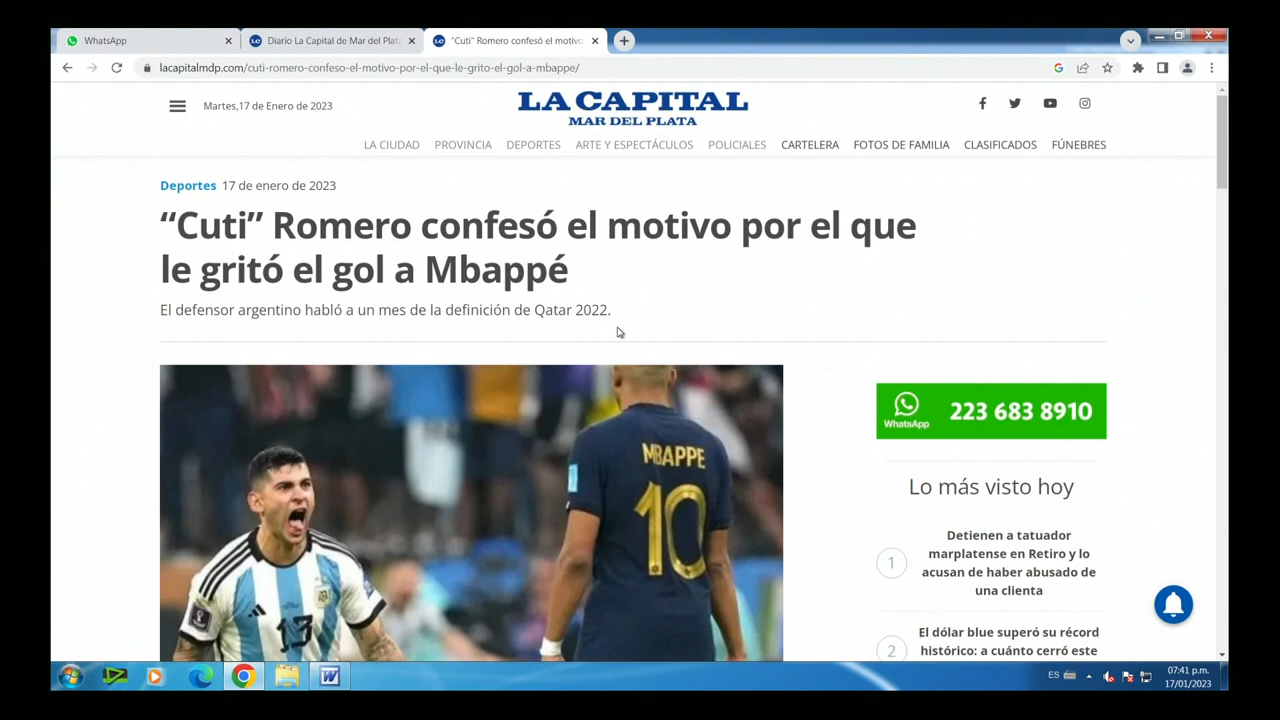 WhatsApp
Diario La Capital de Mar del Plat
"Cuti" Romero confesó el motivo
lacapitalmdp.com/cuti-romero-confeso-el-motivo-por-el-que-le-grito-el-gol-a-mbappe/
Martes,17 de Enero de 2023
LA CAPITAL
MAR DEL PLATA
LA CIUDAD PROVINCIA DEPORTES ARTE Y ESPECTÁCULOS POLICIALES CARTELERA FOTOS DE FAMILIA CLASIFICADOS FÚNEBRES
Deportes 17 de enero de 2023
“Cuti” Romero confesó el motivo por el que
le gritó el gol a Mbappé
El defensor argentino habló a un mes de la definición de Qatar 2022.
MBAPPE
10
13
WhatsApp
223 683 8910
Lo más visto hoy
1
Detienen a tatuador
marplatense en Retiro y lo
acusan de haber abusado de
una clienta
2
El dólar blue superó su récord
histórico: a cuánto cerró este
ES
07:41 p.m.
17/01/2023